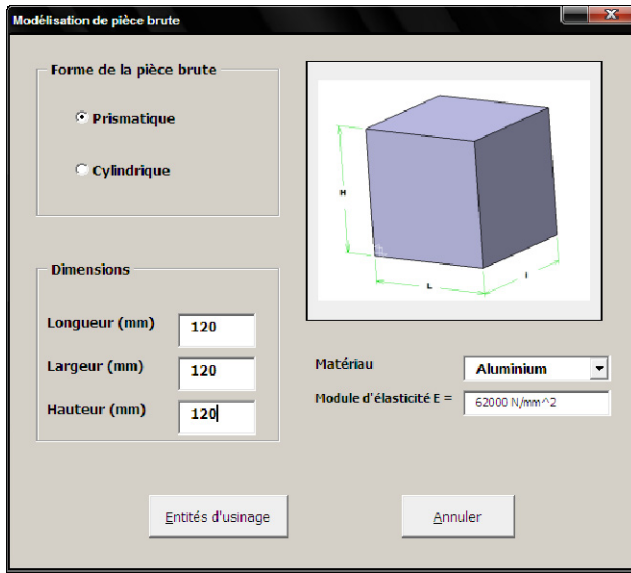 Modélisation de pièce brute
Forme de la pièce brute
Prismatique
Cylindrique
H
L
l
Dimensions
Longueur (mm) 120
Largeur (mm) 120
Hauteur (mm) 120
Matériau Aluminium
Module d'élasticité E = 62000 N/mm^2
Entités d'usinage
Annuler